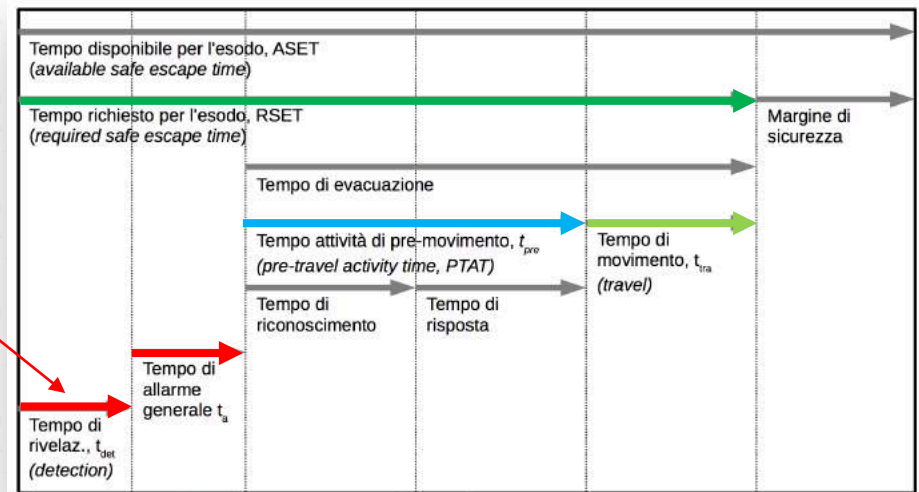 Tempo disponibile per l'esodo, ASET
(available safe escape time)
Tempo richiesto per l'esodo, RSET
(required safe escape time)
Margine di
sicurezza
Tempo di evacuazione
Tempo attività di pre-movimento, tpre
(pre-travel activity time, PTAT)
Tempo di
movimento, ttra
(travel)
Tempo di
riconoscimento
Tempo di
risposta
Tempo di
allarme
generale ta
Tempo di
rivelaz., tdet
(detection)